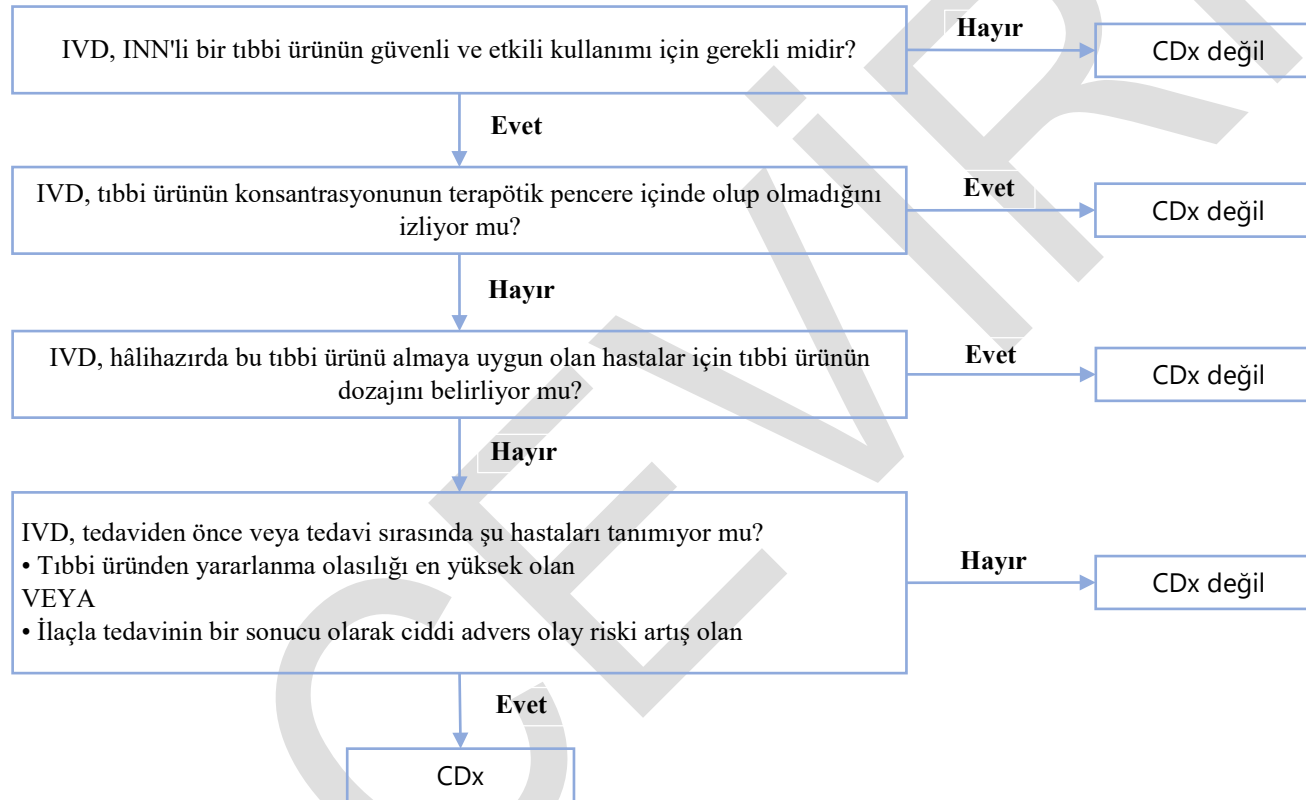 IVD, INN'li bir tıbbi ürünün güvenli ve etkili kullanımı için gerekli midir?
Hayır
CDx değil
Evet
IVD, tıbbi ürünün konsantrasyonunun terapötik pencere içinde olup olmadığını
izliyor mu?
Evet
CDx değil
Hayır
IVD, hâlihazırda bu tıbbi ürünü almaya uygun olan hastalar için tıbbi ürünün
dozajını belirliyor mu?
Evet
CDx değil
Hayır
IVD, tedaviden önce veya tedavi sırasında şu hastaları tanımıyor mu?
• Tıbbi üründen yararlanma olasılığı en yüksek olan
VEYA
• İlaçla tedavinin bir sonucu olarak ciddi advers olay riski artış olan
Hayır
CDx değil
Evet
CDx
ÇEVİRİ